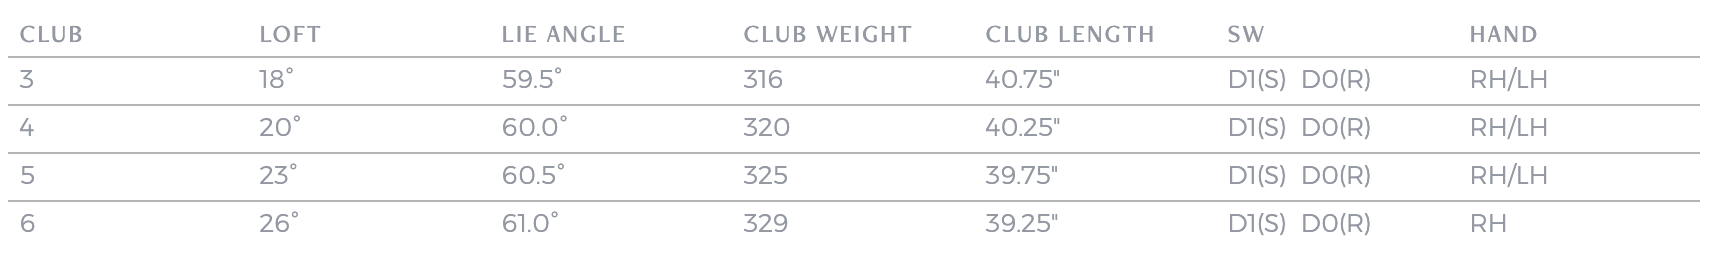 CLUB LOFT LIE ANGLE CLUB WEIGHT CLUB LENGTH SW HAND
3 18° 59.5° 316 40.75" D1(S) D0(R) RH/LH
4 20° 60.0° 320 40.25" D1(S) D0(R) RH/LH
5 23° 60.5° 325 39.75" D1(S) D0(R) RH/LH
6 26° 61.0° 329 39.25" D1(S) D0(R) RH